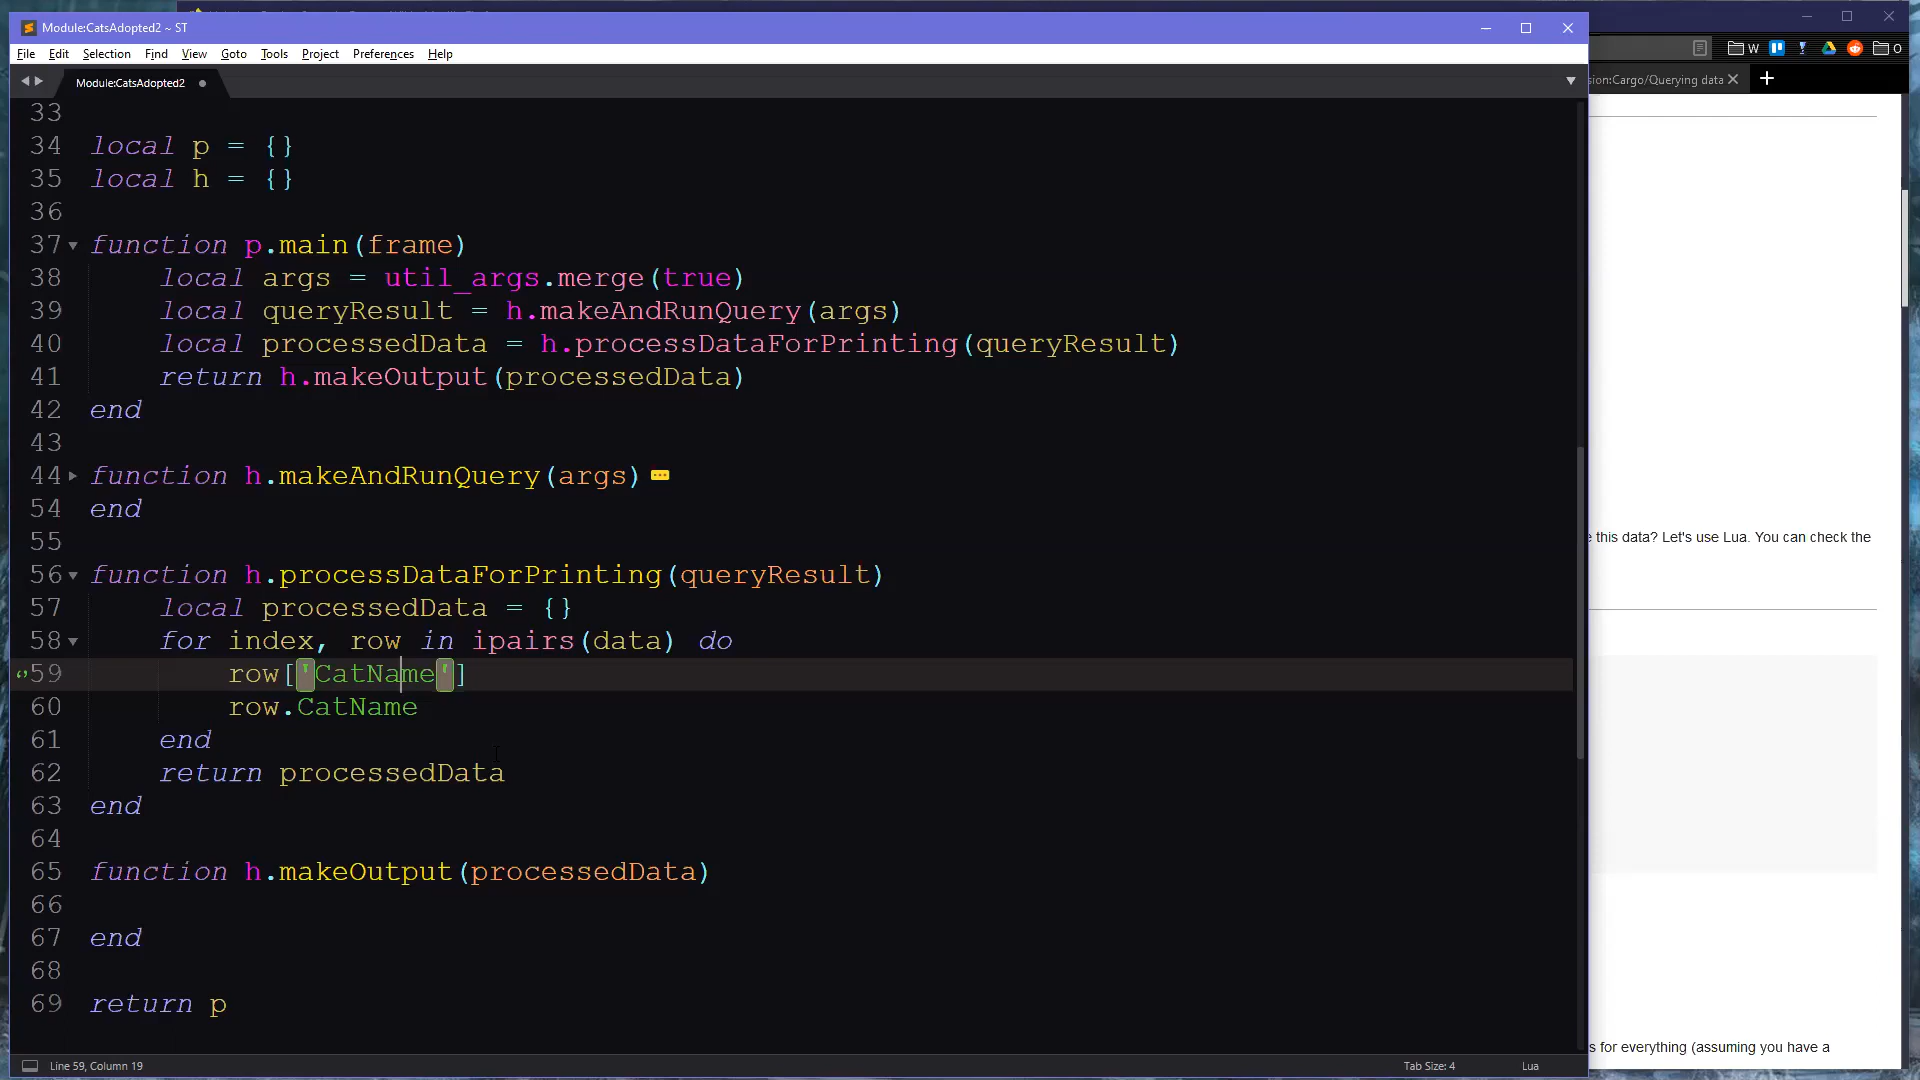 Module:CatsAdopted2 ~ ST
File Edit Selection Find View Goto Tools Project Preferences Help
W
O
Module:CatsAdopted2
sion:Cargo/Querying data
33
34 local p = {}
35 local h = {}
36
37 function p.main(frame)
38 local args = util_args.merge(true)
39 local queryResult = h.makeAndRunQuery(args)
40 local processedData = h.processDataForPrinting(queryResult)
41 return h.makeOutput(processedData)
42 end
43
44 function h.makeAndRunQuery(args)
54 end
55
56 function h.processDataForPrinting(queryResult)
57 local processedData = {}
58 for index, row in ipairs(data) do
59 row['CatName']
60 row.CatName
61 end
62 return processedData
63 end
64
65 function h.makeOutput(processedData)
66
67 end
68
69 return p
e this data? Let's use Lua. You can check the
s for everything (assuming you have a
Line 59, Column 19
Tab Size: 4
Lua